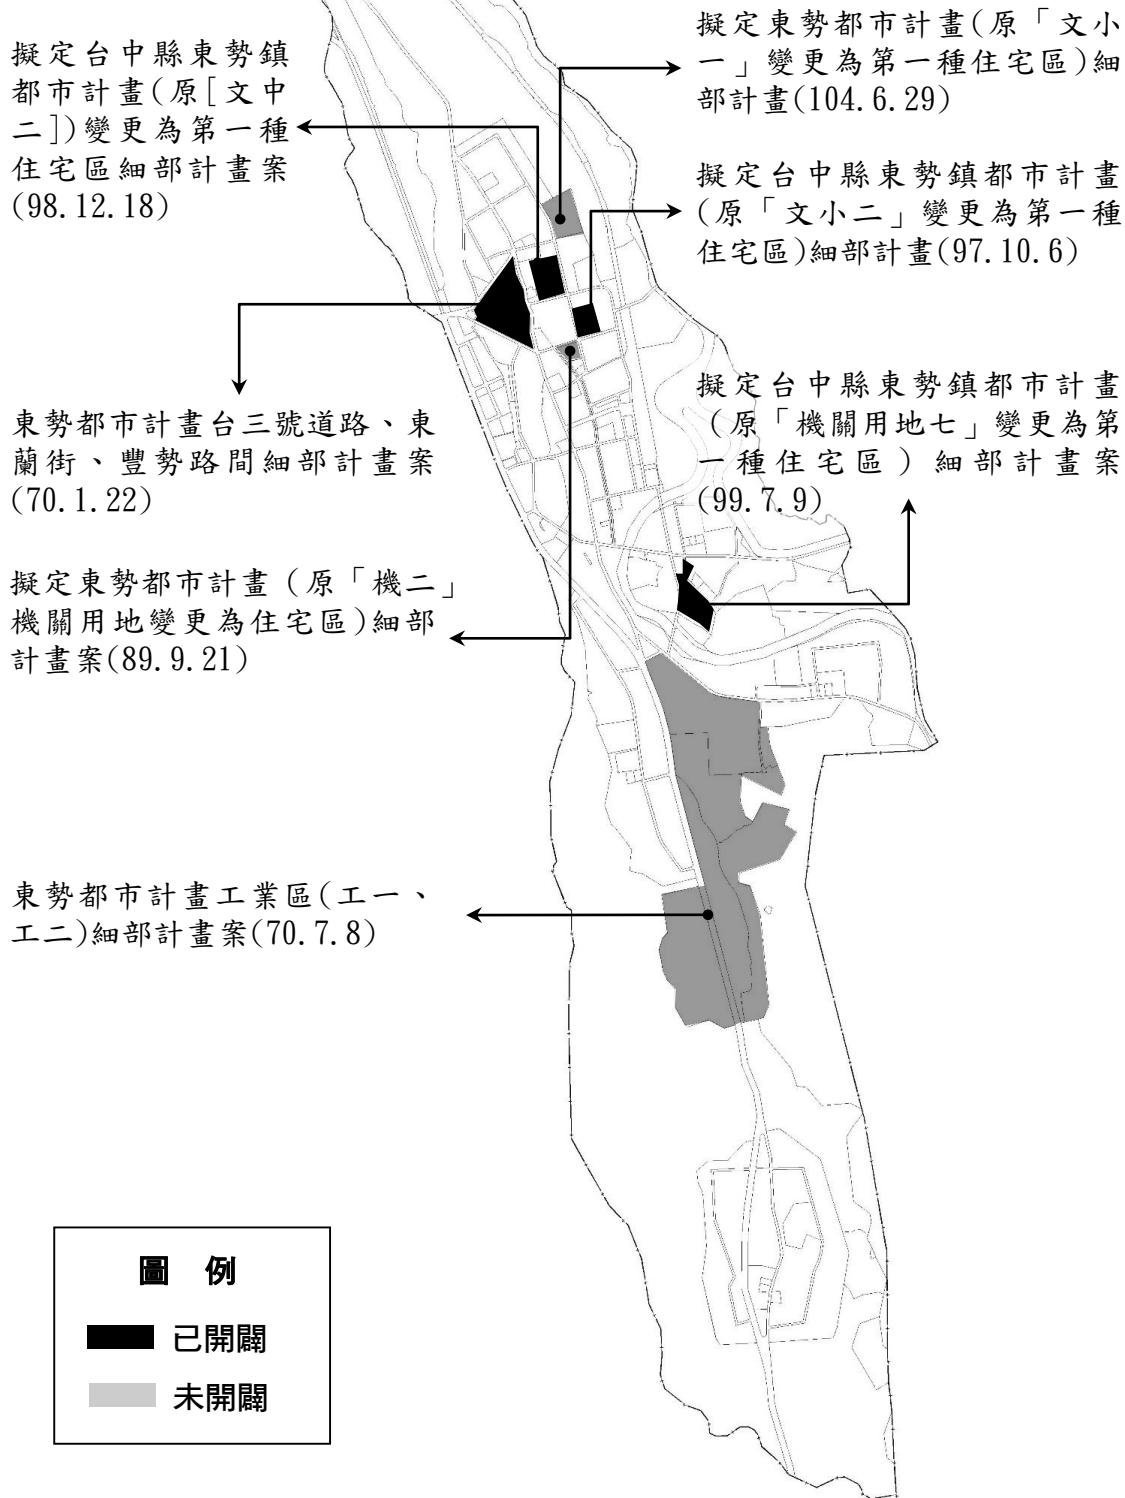 擬定台中縣東勢鎮
都市計畫(原[文中
二])變更為第一種
住宅區細部計畫案
(98.12.18)
擬定東勢都市計畫(原「文小
一」變更為第一種住宅區)細
部計畫(104.6.29)
擬定台中縣東勢鎮都市計畫
(原「文小二」變更為第一種
住宅區)細部計畫(97.10.6)
東勢都市計畫台三號道路、東
蘭街、豐勢路間細部計畫案
(70.1.22)
擬定台中縣東勢鎮都市計畫
(原「機關用地七」變更為第
一種住宅區）細部計畫案
(99.7.9)
擬定東勢都市計畫（原「機二」
機關用地變更為住宅區)細部
計畫案(89.9.21)
東勢都市計畫工業區(工一、
工二)細部計畫案(70.7.8)
圖 例
已開闢
未開闢